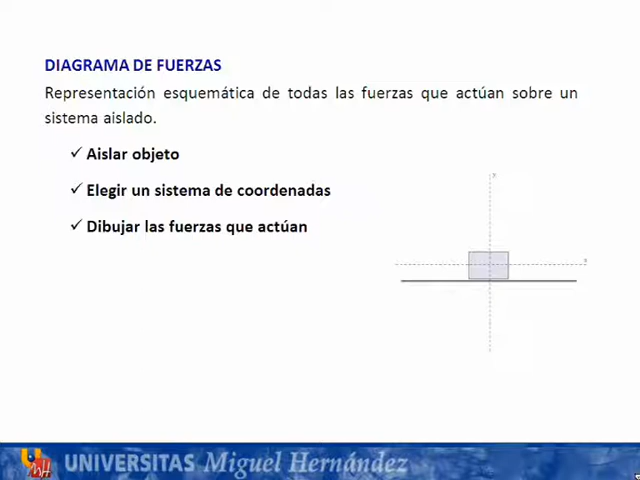 DIAGRAMA DE FUERZAS
Representación esquemática de todas las fuerzas que actúan sobre un
sistema aislado.
✓ Aislar objeto
✓ Elegir un sistema de coordenadas
✓ Dibujar las fuerzas que actúan
y
x
UNIVERSITAS Miguel Hernández